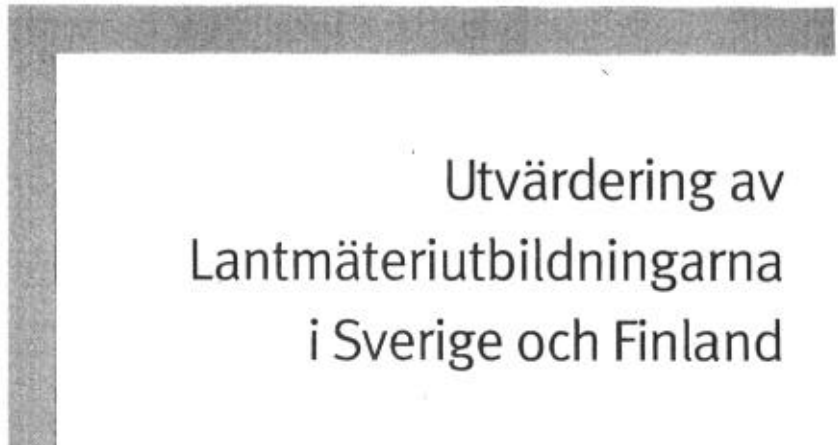 Utvärdering av
Lantmäteriutbildningarna
i Sverige och Finland